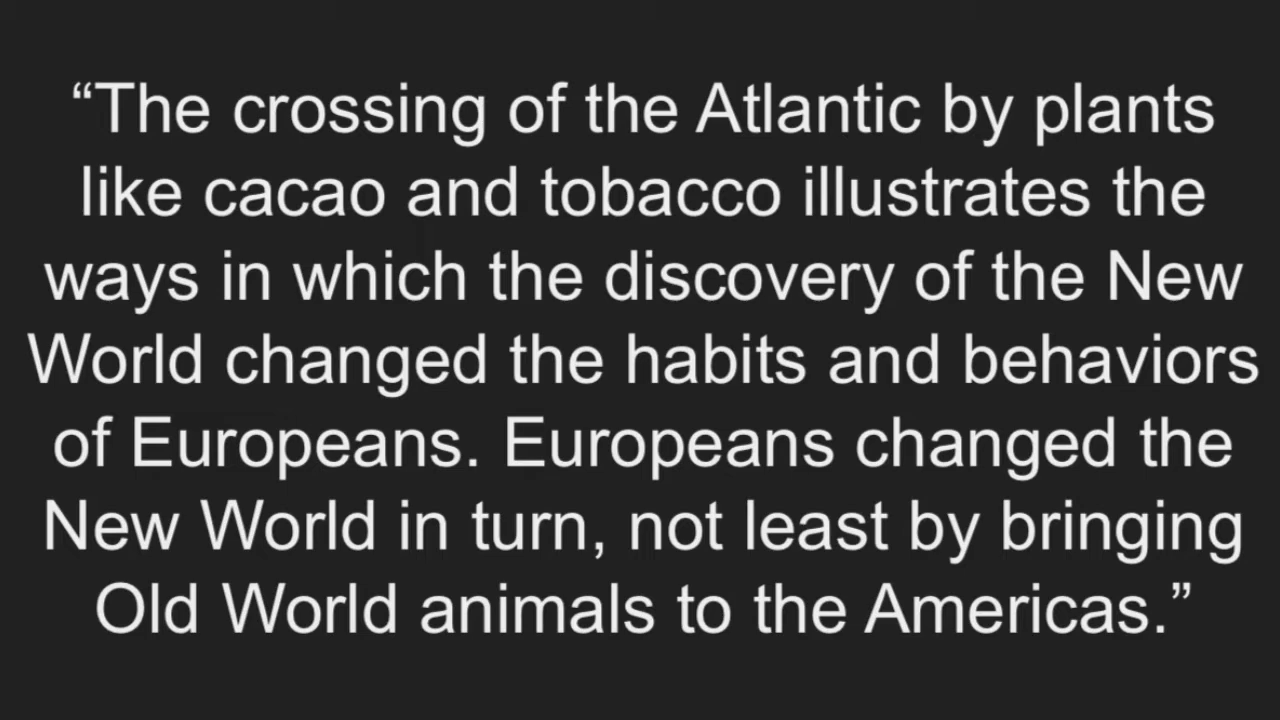 “The crossing of the Atlantic by plants
like cacao and tobacco illustrates the
ways in which the discovery of the New
World changed the habits and behaviors
of Europeans. Europeans changed the
New World in turn, not least by bringing
Old World animals to the Americas.”